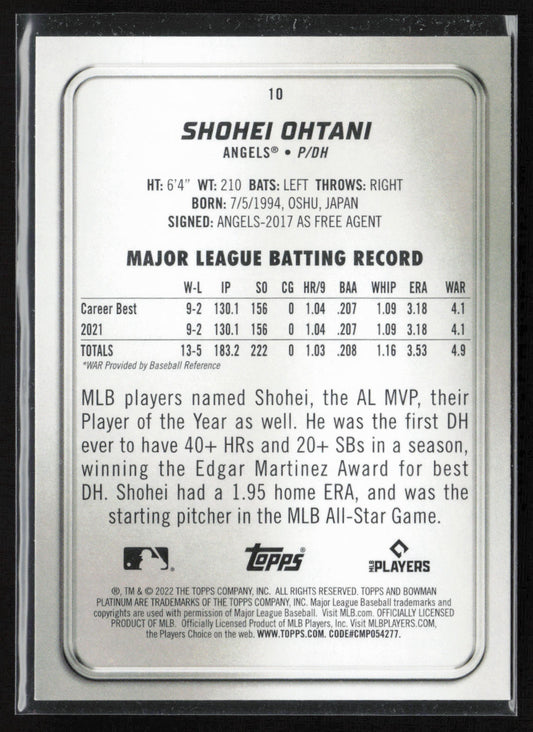 10
SHOHEI OHTANI
ANGELS® • P/DH
HT: 6'4" WT: 210 BATS: LEFT THROWS: RIGHT
BORN: 7/5/1994, OSHU, JAPAN
SIGNED: ANGELS-2017 AS FREE AGENT
MAJOR LEAGUE BATTING RECORD
W-L IP SO CG HR/9 BAA WHIP ERA WAR
Career Best 9-2 130.1 156 0 1.04 .207 1.09 3.18 4.1
2021 9-2 130.1 156 0 1.04 .207 1.09 3.18 4.1
TOTALS 13-5 183.2 222 0 1.03 .208 1.16 3.53 4.9
*WAR Provided by Baseball Reference
MLB players named Shohei, the AL MVP, their
Player of the Year as well. He was the first DH
ever to have 40+ HRs and 20+ SBs in a season,
winning the Edgar Martinez Award for best
DH. Shohei had a 1.95 home ERA, and was the
starting pitcher in the MLB All-Star Game.
TOPPS®
MLB PLAYERS
®, TM & © 2022 THE TOPPS COMPANY, INC. ALL RIGHTS RESERVED. TOPPS AND BOWMAN
PLATINUM ARE TRADEMARKS OF THE TOPPS COMPANY, INC. Major League Baseball trademarks and
copyrights are used with permission of Major League Baseball. Visit MLB.com. OFFICIALLY LICENSED
PRODUCT OF MLB. Officially Licensed Product of MLB Players, Inc. Visit MLBPLAYERS.COM,
the Players Choice on the web. WWW.TOPPS.COM. CODE#CMP054277.